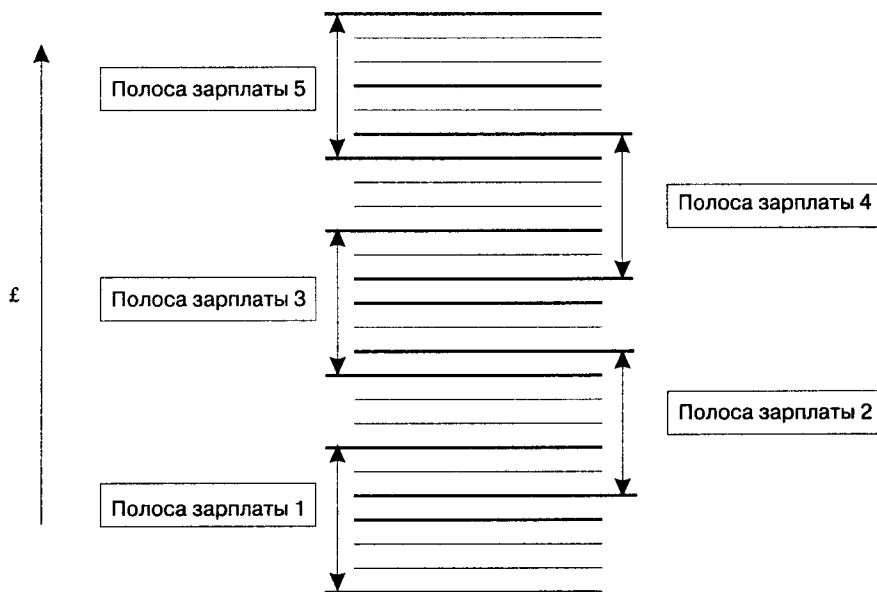 Полоса зарплаты 5
Полоса зарплаты 4
£
Полоса зарплаты 3
Полоса зарплаты 2
Полоса зарплаты 1